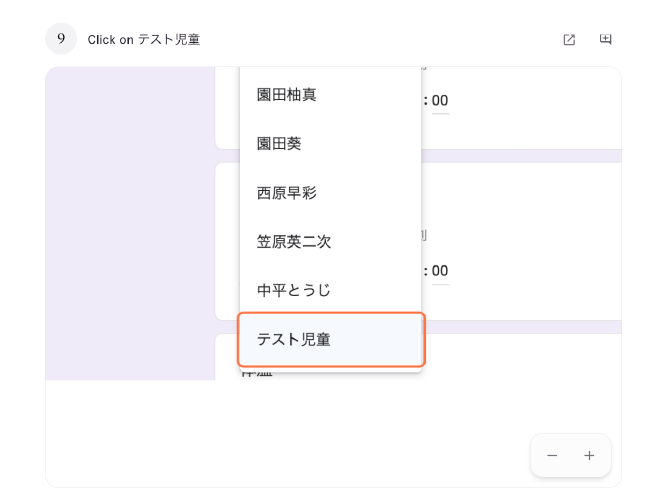 9 Click on テスト児童
園田柚真
: 00
園田葵
西原早彩
笠原英二次
: 00
中平とうじ
テスト児童